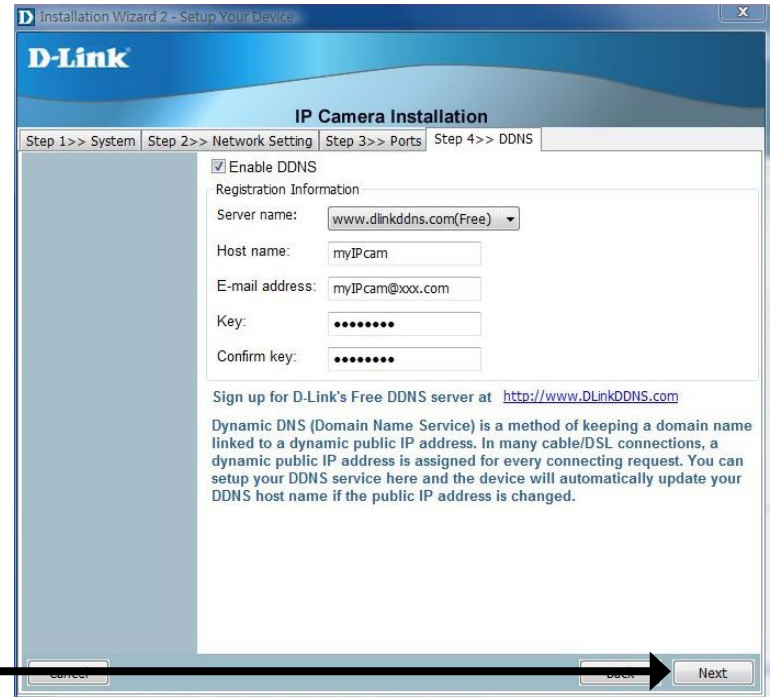 Installation Wizard 2 - Setup Your Device
x
D-Link
IP Camera Installation
Step 1>> System Step 2>> Network Setting Step 3>> Ports Step 4>> DDNS
Enable DDNS
Registration Information
Server name: www.dlinkddns.com(Free)
Host name: myIPcam
E-mail address: myIPcam@xxx.com
Key: ●●●●●●●●
Confirm key: ●●●●●●●●
Sign up for D-Link's Free DDNS server at http://www.DLinkDDNS.com
Dynamic DNS (Domain Name Service) is a method of keeping a domain name
linked to a dynamic public IP address. In many cable/DSL connections, a
dynamic public IP address is assigned for every connecting request. You can
setup your DDNS service here and the device will automatically update your
DDNS host name if the public IP address is changed.
Cancel Back Next